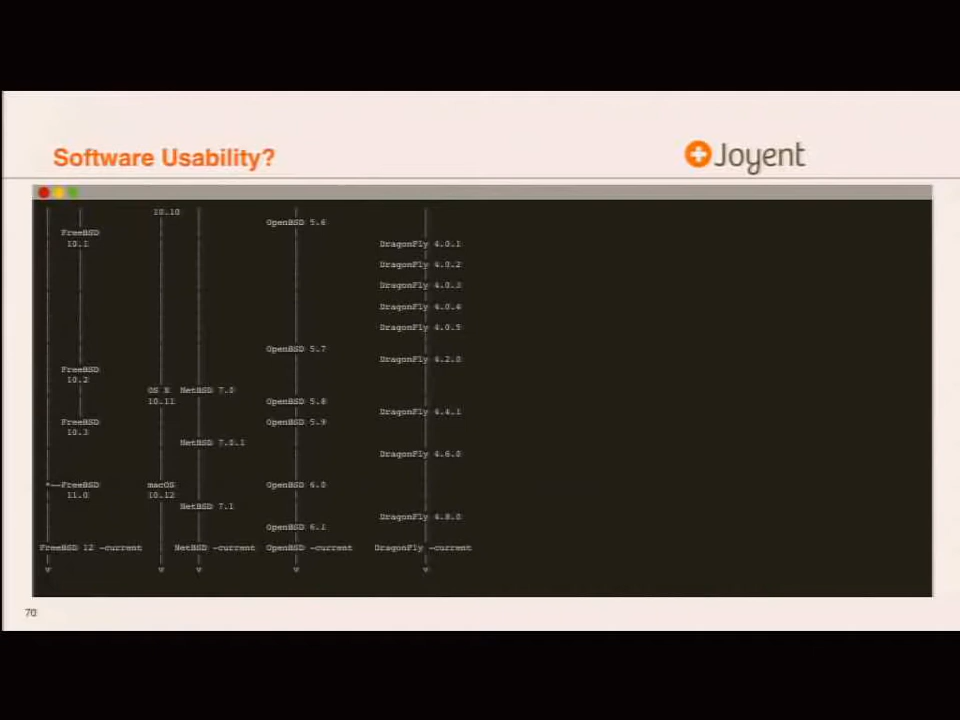 Software Usability?
Joyent
10.10
OpenBSD 5.6
FreeBSD
10.1 DragonFly 4.0.1
DragonFly 4.0.2
DragonFly 4.0.3
DragonFly 4.0.4
DragonFly 4.0.5
OpenBSD 5.7
DragonFly 4.2.0
FreeBSD
10.2
OS X NetBSD 7.0
10.11 OpenBSD 5.8
DragonFly 4.4.1
FreeBSD OpenBSD 5.9
10.3
NetBSD 7.0.1
DragonFly 4.6.0
*--FreeBSD macOS OpenBSD 6.0
11.0 10.12
NetBSD 7.1
DragonFly 4.8.0
OpenBSD 6.1
FreeBSD 12 -current NetBSD -current OpenBSD -current DragonFly -current
v v v v v
70